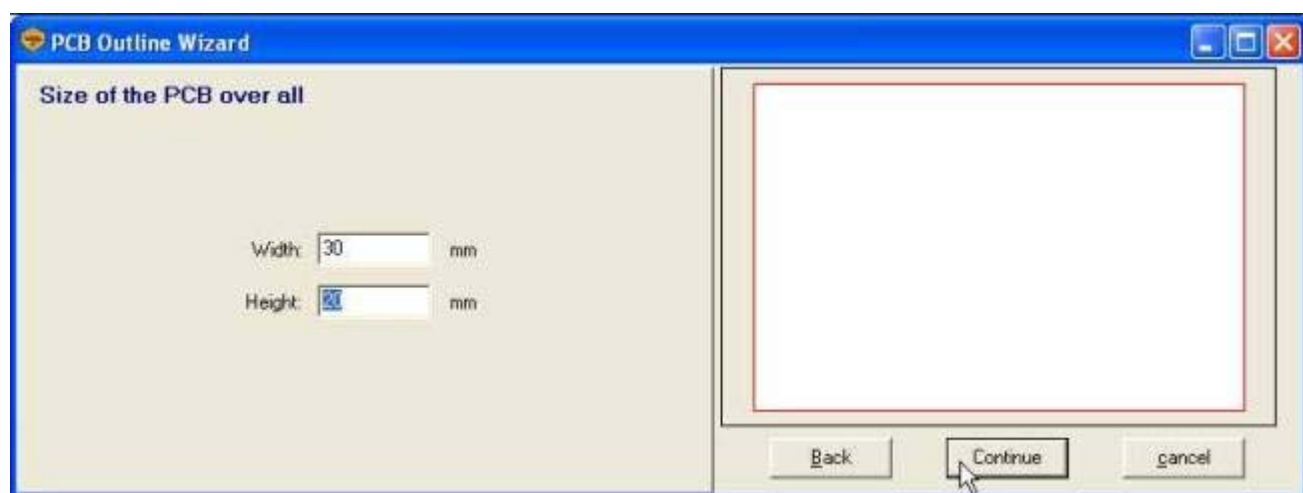 PCB Outline Wizard
Size of the PCB over all
Width: 30 mm
Height: 20 mm
Back Continue cancel